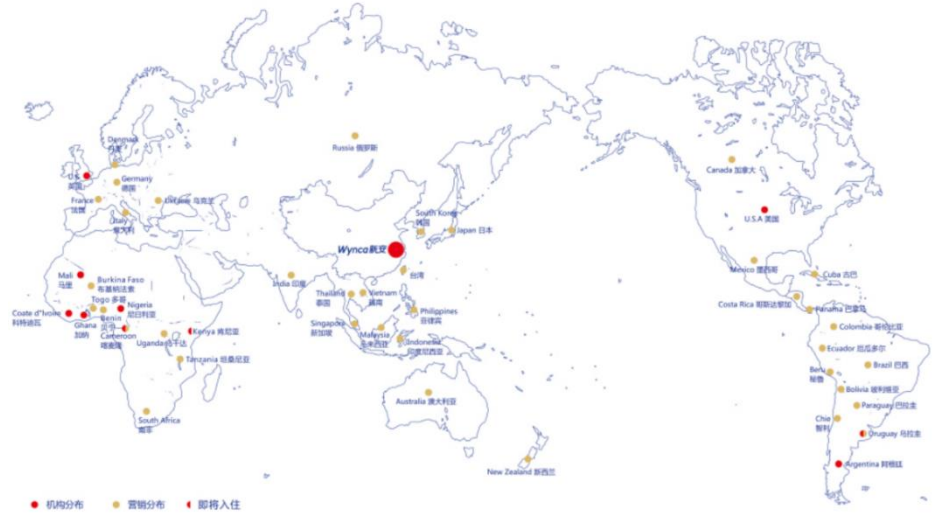 Denmark
丹麦
U.K
英国
Germany
德国
France
法国
Ukraine 乌克兰
Italy
意大利
Russia 俄罗斯
Canada 加拿大
U.S.A 美国
South Korea
韩国
Japan 日本
Wynca新安
台湾
Mexico 墨西哥
Cuba 古巴
Mali
马里
Burkina Faso
布基纳法索
Togo 多哥
Nigeria
尼日利亚
Coate d'Ivoire
科特迪瓦
Ghana
加纳
Benin
贝宁
Cameroon
喀麦隆
Kenya 肯尼亚
Uganda 乌干达
Tanzania 坦桑尼亚
South Africa
南非
India 印度
Thailand
泰国
Vietnam
越南
Philippines
菲律宾
Singapore
新加坡
Malaysia
马来西亚
Indonesia
印度尼西亚
Australia 澳大利亚
New Zealand 新西兰
Costa Rica 哥斯达黎加
Panama 巴拿马
Colombia 哥伦比亚
Ecuador 厄瓜多尔
Beru
秘鲁
Brazil 巴西
Bolivia 玻利维亚
Paraguay 巴拉圭
Chie
智利
Uruguay 乌拉圭
Argentina 阿根廷
机构分布
营销分布
即将入住